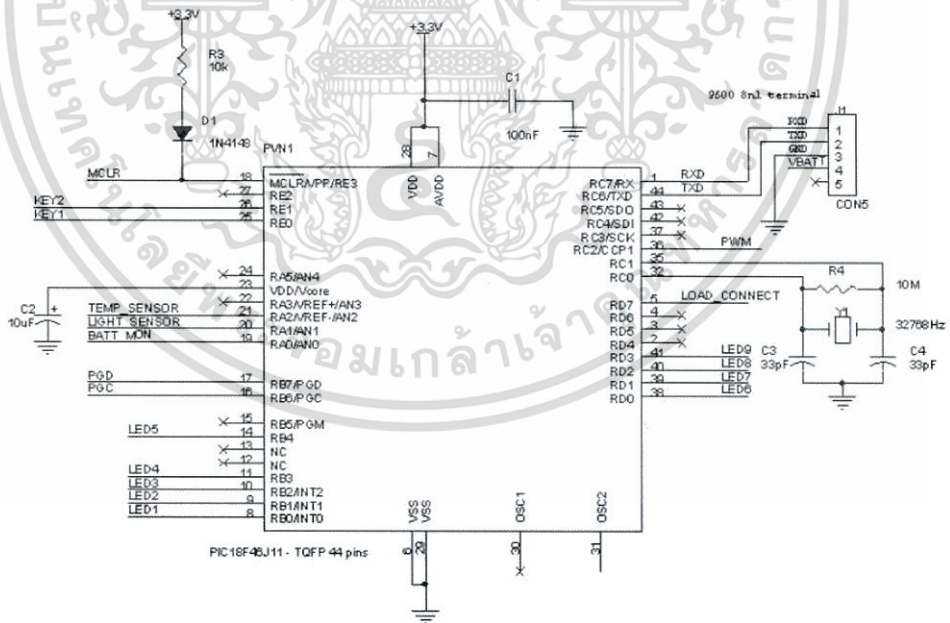 +3.3V
+3.3V
R3
10k
C1
100nF
D1
1N4148
9600 8n1 terminal
J1
RXD
TXD
GND
VBATT
1
2
3
4
5
CON5
PVN1
28
VDD
7
AVDD
MCLR
18
MCLR/VPP/RE3
27
RE2
KEY2
26
RE1
KEY1
25
RE0
24
RA5/AN4
23
VDD/Vcore
22
RA3/VREF+/AN3
TEMP_SENSOR
21
RA2/VREF-/AN2
LIGHT_SENSOR
20
RA1/AN1
BATT_MON
19
RA0/AN0
C2
10uF
+
PGD
17
RB7/PGD
PGC
16
RB6/PGC
15
RB5/PGM
LED5
14
RB4
13
NC
12
NC
LED4
11
RB3
LED3
10
RB2/INT2
LED2
9
RB1/INT1
LED1
8
RB0/INT0
RC7/RX
1
RXD
RC6/TXD
44
TXD
RC5/SDO
43
RC4/SDI
42
RC3/SCK
37
RC2/CCP1
36
PWM
RC1
35
RC0
32
RD7
5
LOAD_CONNECT
RD6
4
RD5
3
RD4
2
RD3
41
LED9
RD2
40
LED8
RD1
39
LED7
RD0
38
LED6
R4
10M
Y1
32768Hz
C3
33pF
C4
33pF
VSS
6
VSS
29
OSC1
30
OSC2
31
PIC18F46J11 - TQFP 44 pins